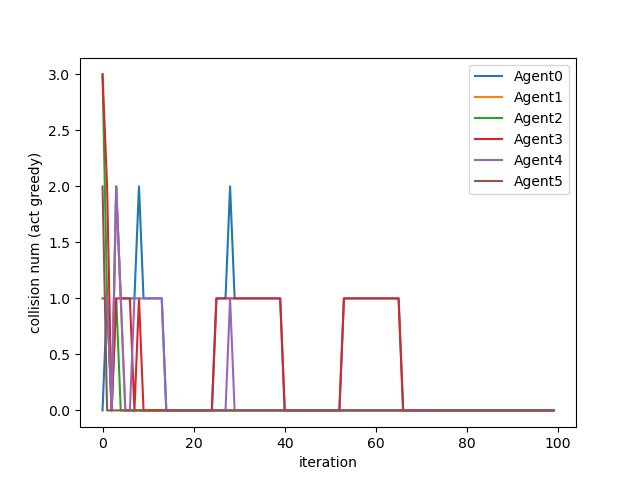 3.0
2.5
2.0
1.5
1.0
0.5
0.0
collision num (act greedy)
0 20 40 60 80 100
iteration
Agent0
Agent1
Agent2
Agent3
Agent4
Agent5